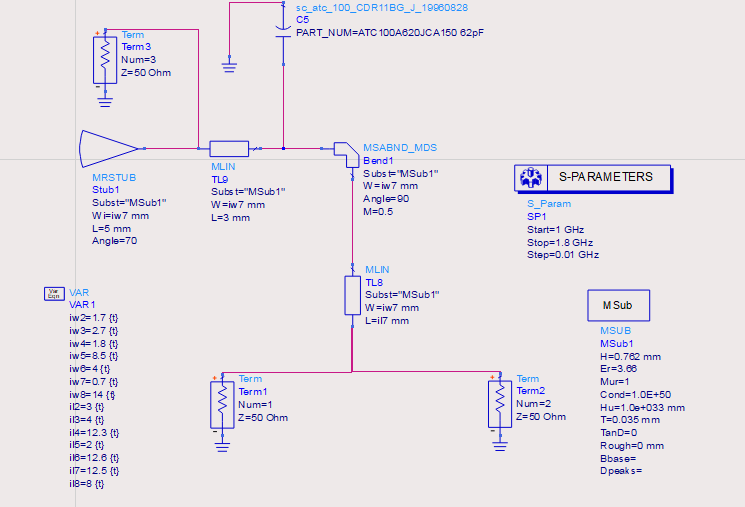 sc_atc_100_CDR11BG_J_19960828
C5
PART_NUM=ATC100A620JCA150 62pF
+
Term
Term3
Num=3
Z=50 Ohm
-
MRSTUB
Stub1
Subst="MSub1"
Wi=iw7 mm
L=5 mm
Angle=70
MLIN
TL9
Subst="MSub1"
W=iw7 mm
L=3 mm
MSABND_MDS
Bend1
Subst="MSub1"
W=iw7 mm
Angle=90
M=0.5
S-PARAMETERS
S_Param
SP1
Start=1 GHz
Stop=1.8 GHz
Step=0.01 GHz
MLIN
TL8
Subst="MSub1"
W=iw7 mm
L=il7 mm
Var
Eqn
VAR
VAR1
iw2=1.7 {t}
iw3=2.7 {t}
iw4=1.8 {t}
iw5=8.5 {t}
iw6=4 {t}
iw7=0.7 {t}
iw8=14 {t}
il2=3 {t}
il3=4 {t}
il4=12.3 {t}
il5=2 {t}
il6=12.6 {t}
il7=12.5 {t}
il8=8 {t}
+
Term
Term1
Num=1
Z=50 Ohm
-
+
Term
Term2
Num=2
Z=50 Ohm
-
MSub
MSUB
MSub1
H=0.762 mm
Er=3.66
Mur=1
Cond=1.0E+50
Hu=1.0e+033 mm
T=0.035 mm
TanD=0
Rough=0 mm
Bbase=
Dpeaks=